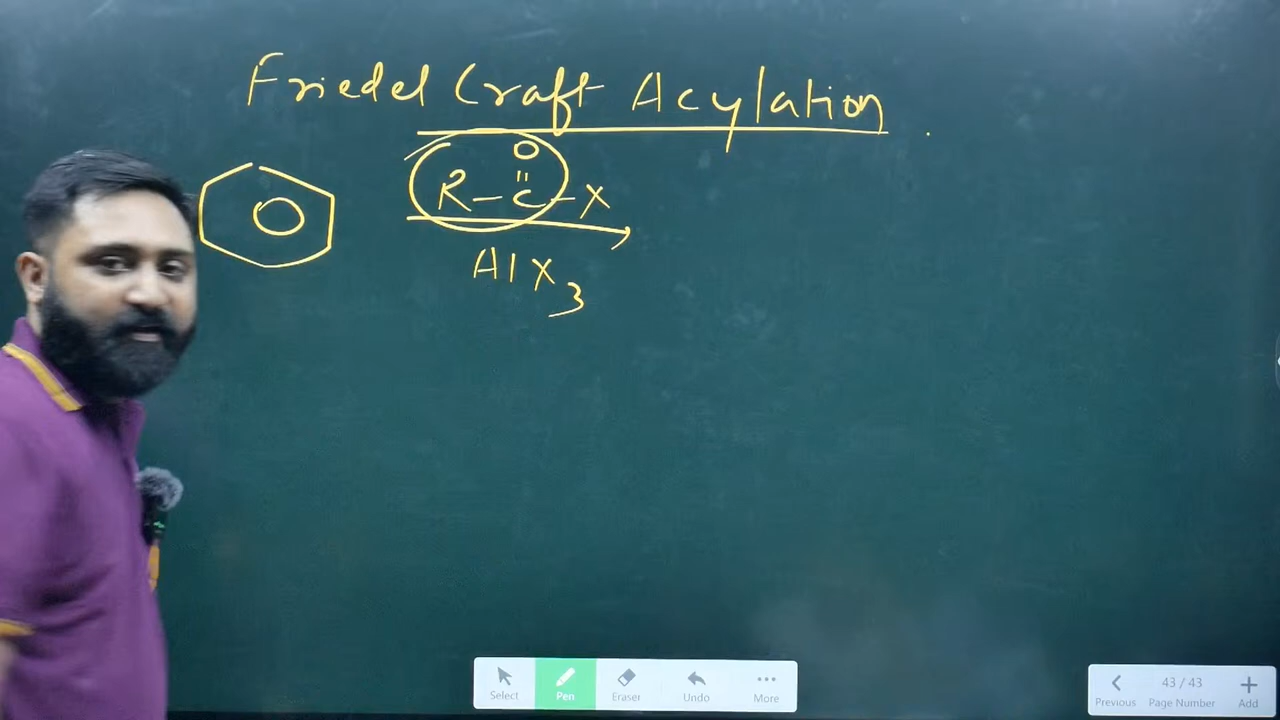 Friedel Craft Acylation
O
R-C-X
AlX3
Select Pen Eraser Undo More
43 / 43
Previous Page Number Add